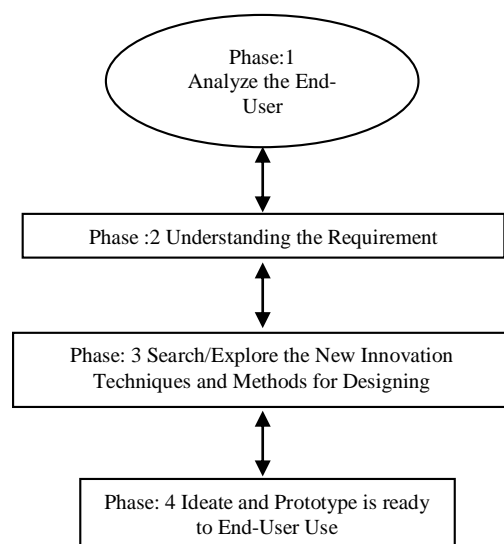 Phase:1
Analyze the End-
User
Phase :2 Understanding the Requirement
Phase: 3 Search/Explore the New Innovation
Techniques and Methods for Designing
Phase: 4 Ideate and Prototype is ready
to End-User Use